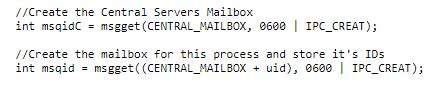 //Create the Central Servers Mailbox
int msqidC = msgget(CENTRAL_MAILBOX, 0600 | IPC_CREAT);
//Create the mailbox for this process and store it's IDs
int msqid = msgget((CENTRAL_MAILBOX + uid), 0600 | IPC_CREAT);